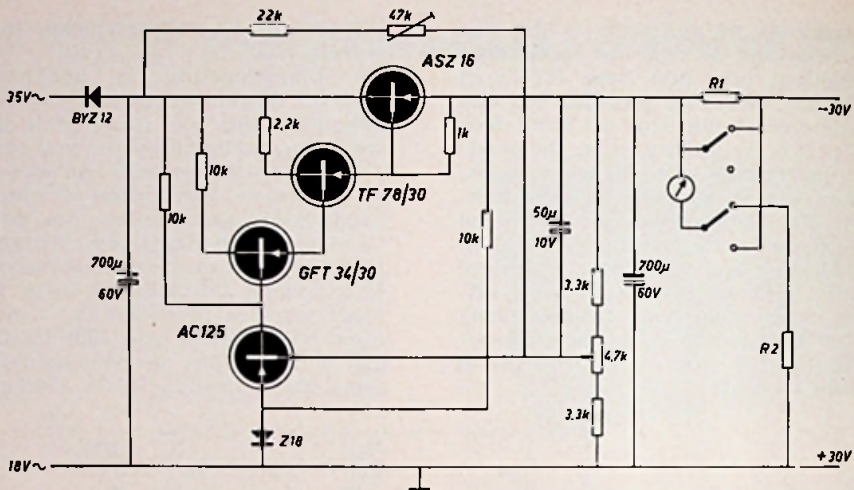 22k
47k
ASZ 16
35V~
BYZ 12
R1
–30V
2,2k
1k
10k
TF 78/30
10k
10k
50µ
10V
700µ
60V
GFT 34/30
3,3k
700µ
60V
AC125
4,7k
R2
3,3k
Z18
18V~
+30V